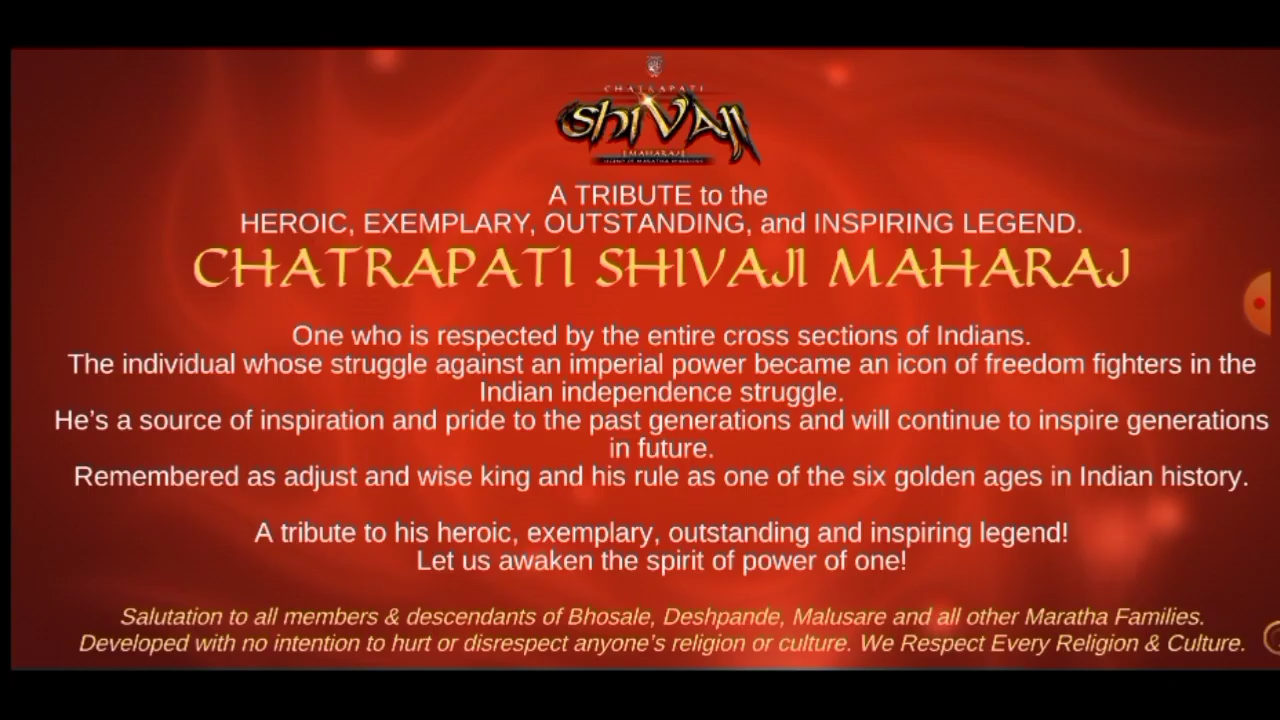 CHATRAPATI
SHIVAJI
MAHARAJ
A TRIBUTE to the
HEROIC, EXEMPLARY, OUTSTANDING, and INSPIRING LEGEND.
CHATRAPATI SHIVAJI MAHARAJ
One who is respected by the entire cross sections of Indians.
The individual whose struggle against an imperial power became an icon of freedom fighters in the
Indian independence struggle.
He's a source of inspiration and pride to the past generations and will continue to inspire generations
in future.
Remembered as adjust and wise king and his rule as one of the six golden ages in Indian history.
A tribute to his heroic, exemplary, outstanding and inspiring legend!
Let us awaken the spirit of power of one!
Salutation to all members & descendants of Bhosale, Deshpande, Malusare and all other Maratha Families.
Developed with no intention to hurt or disrespect anyone's religion or culture. We Respect Every Religion & Culture.